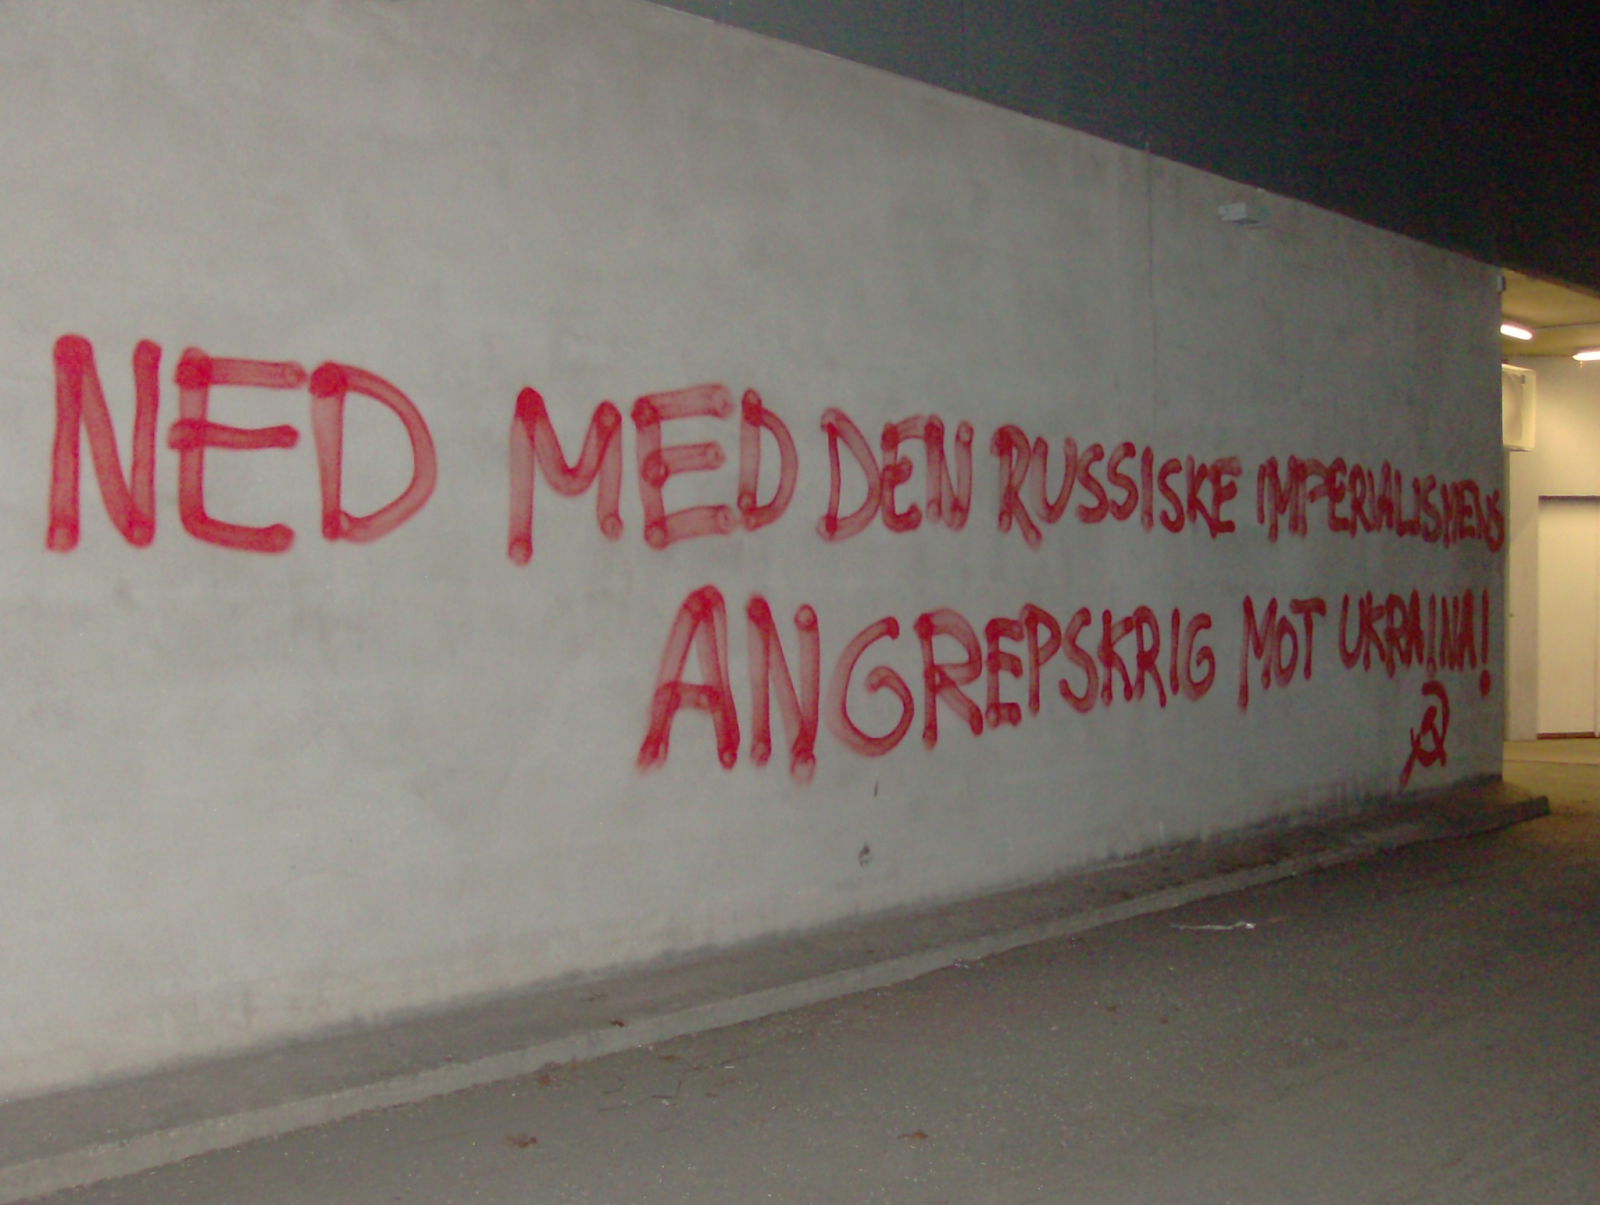 NED MED DEN RUSSISKE IMPERIALISMENS
ANGREPSKRIG MOT UKRAINA!